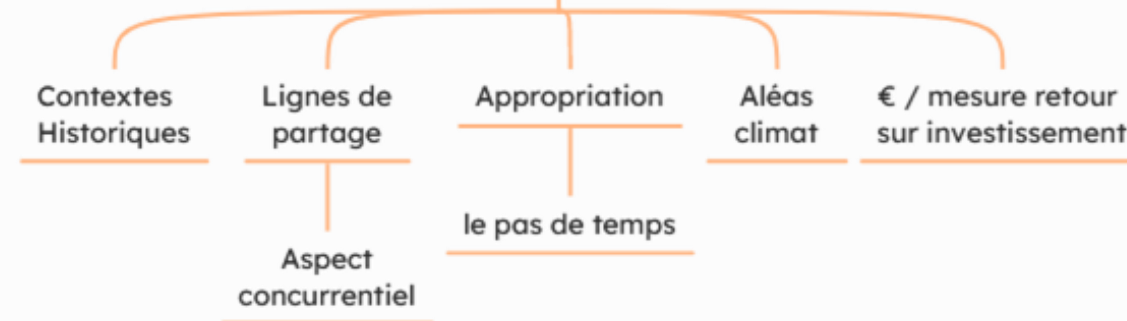 Contextes
Historiques
Lignes de
partage
Appropriation
Aléas
climat
€ / mesure retour
sur investissement
le pas de temps
Aspect
concurrentiel